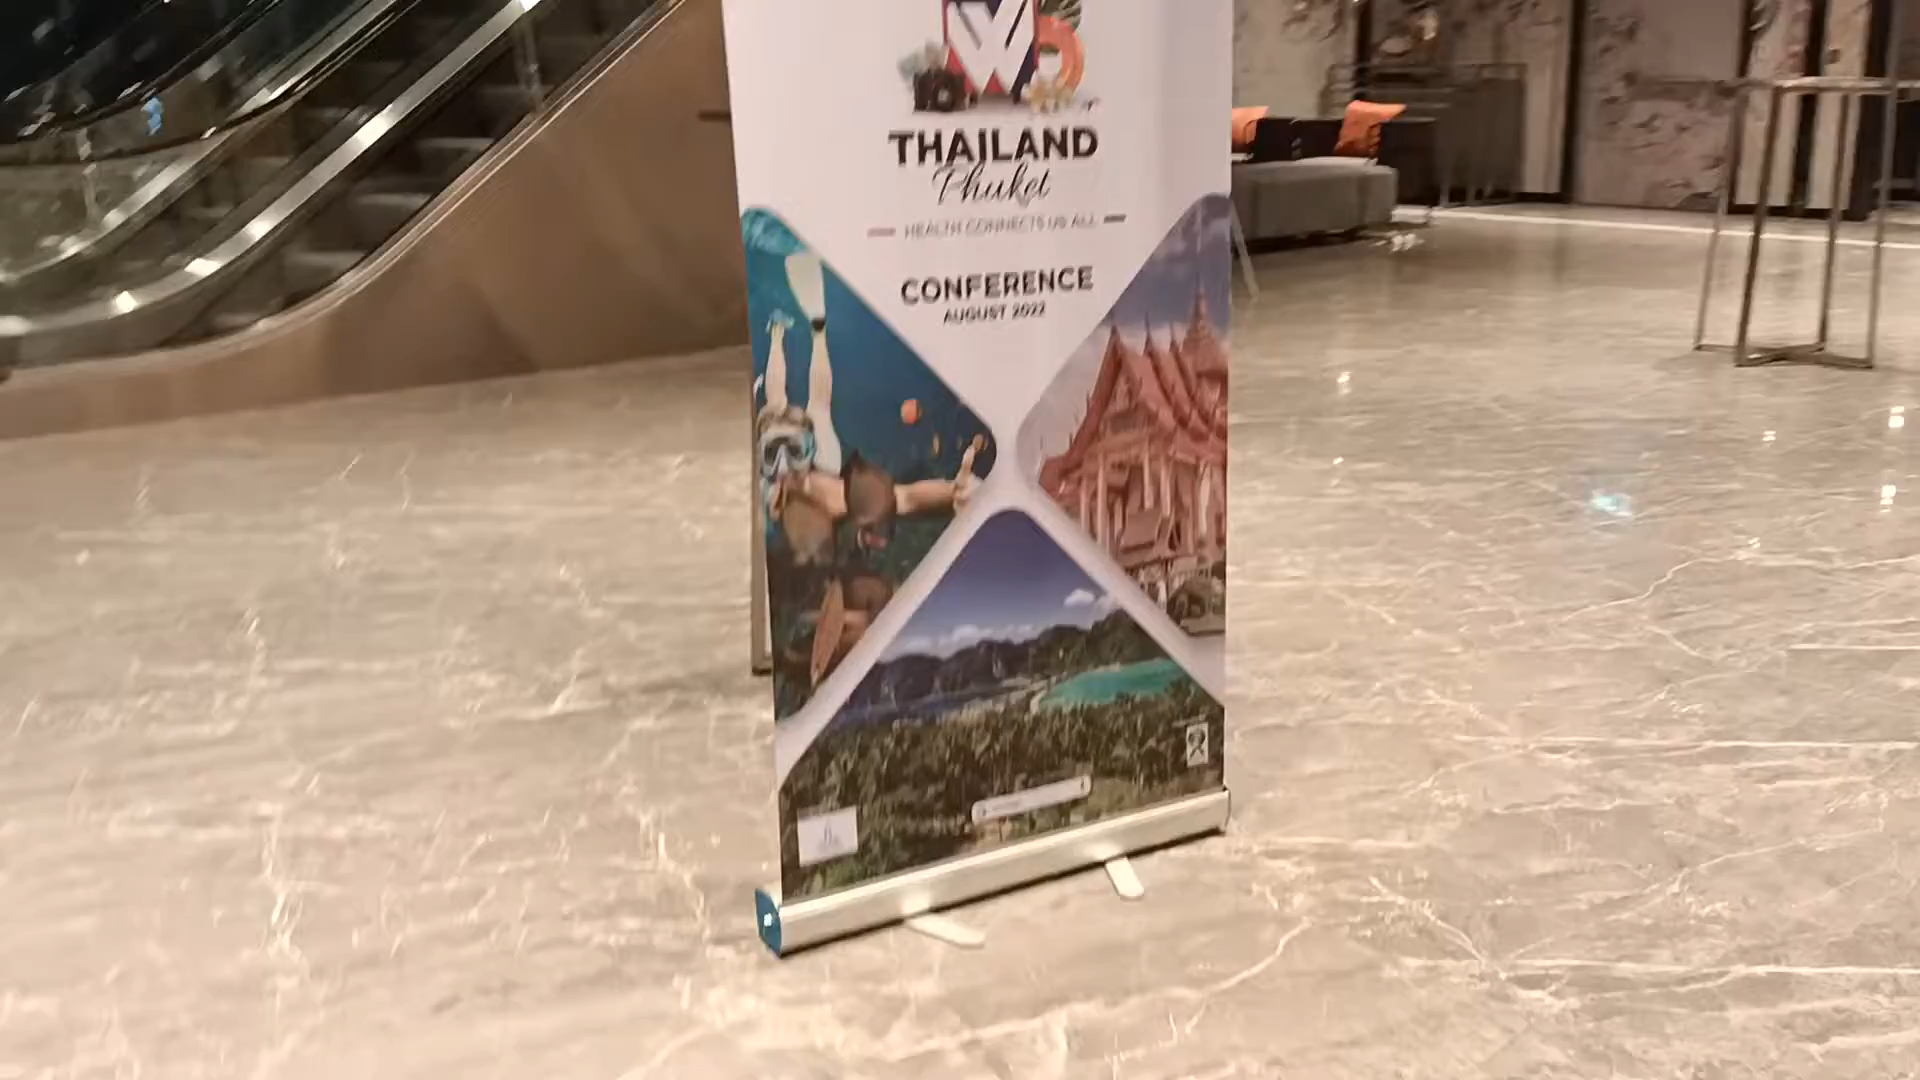 W
THAILAND
Phuket
HEALTH CONNECTS US ALL
CONFERENCE
AUGUST 2022